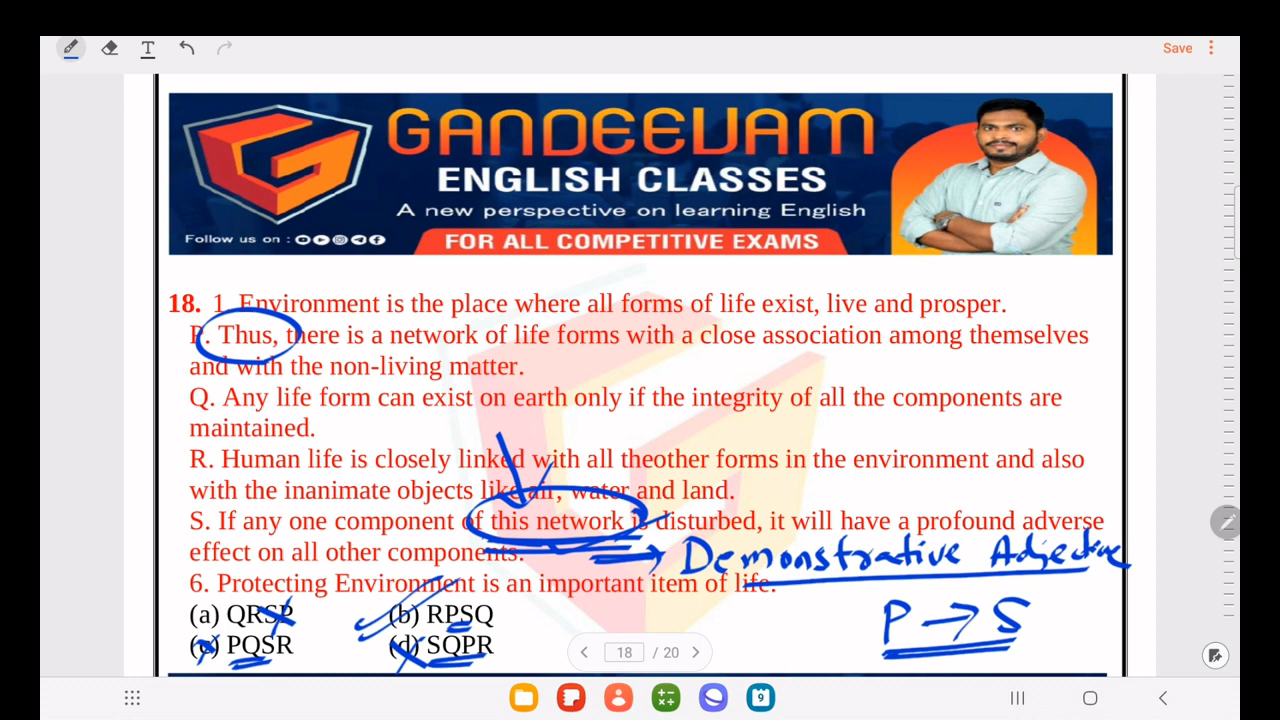 Save
GANDEEVAM
ENGLISH CLASSES
A new perspective on learning English
Follow us on :
FOR ALL COMPETITIVE EXAMS
18. 1. Environment is the place where all forms of life exist, live and prosper.
P. Thus, there is a network of life forms with a close association among themselves
and with the non-living matter.
Q. Any life form can exist on earth only if the integrity of all the components are
maintained.
R. Human life is closely linked with all theother forms in the environment and also
with the inanimate objects like air, water and land.
S. If any one component of this network is disturbed, it will have a profound adverse
effect on all other components.
→ Demonstrative Adjective
6. Protecting Environment is an important item of life.
(a) QRSP (b) RPSQ
(c) PQSR (d) SQPR
P → S
18 / 20
9